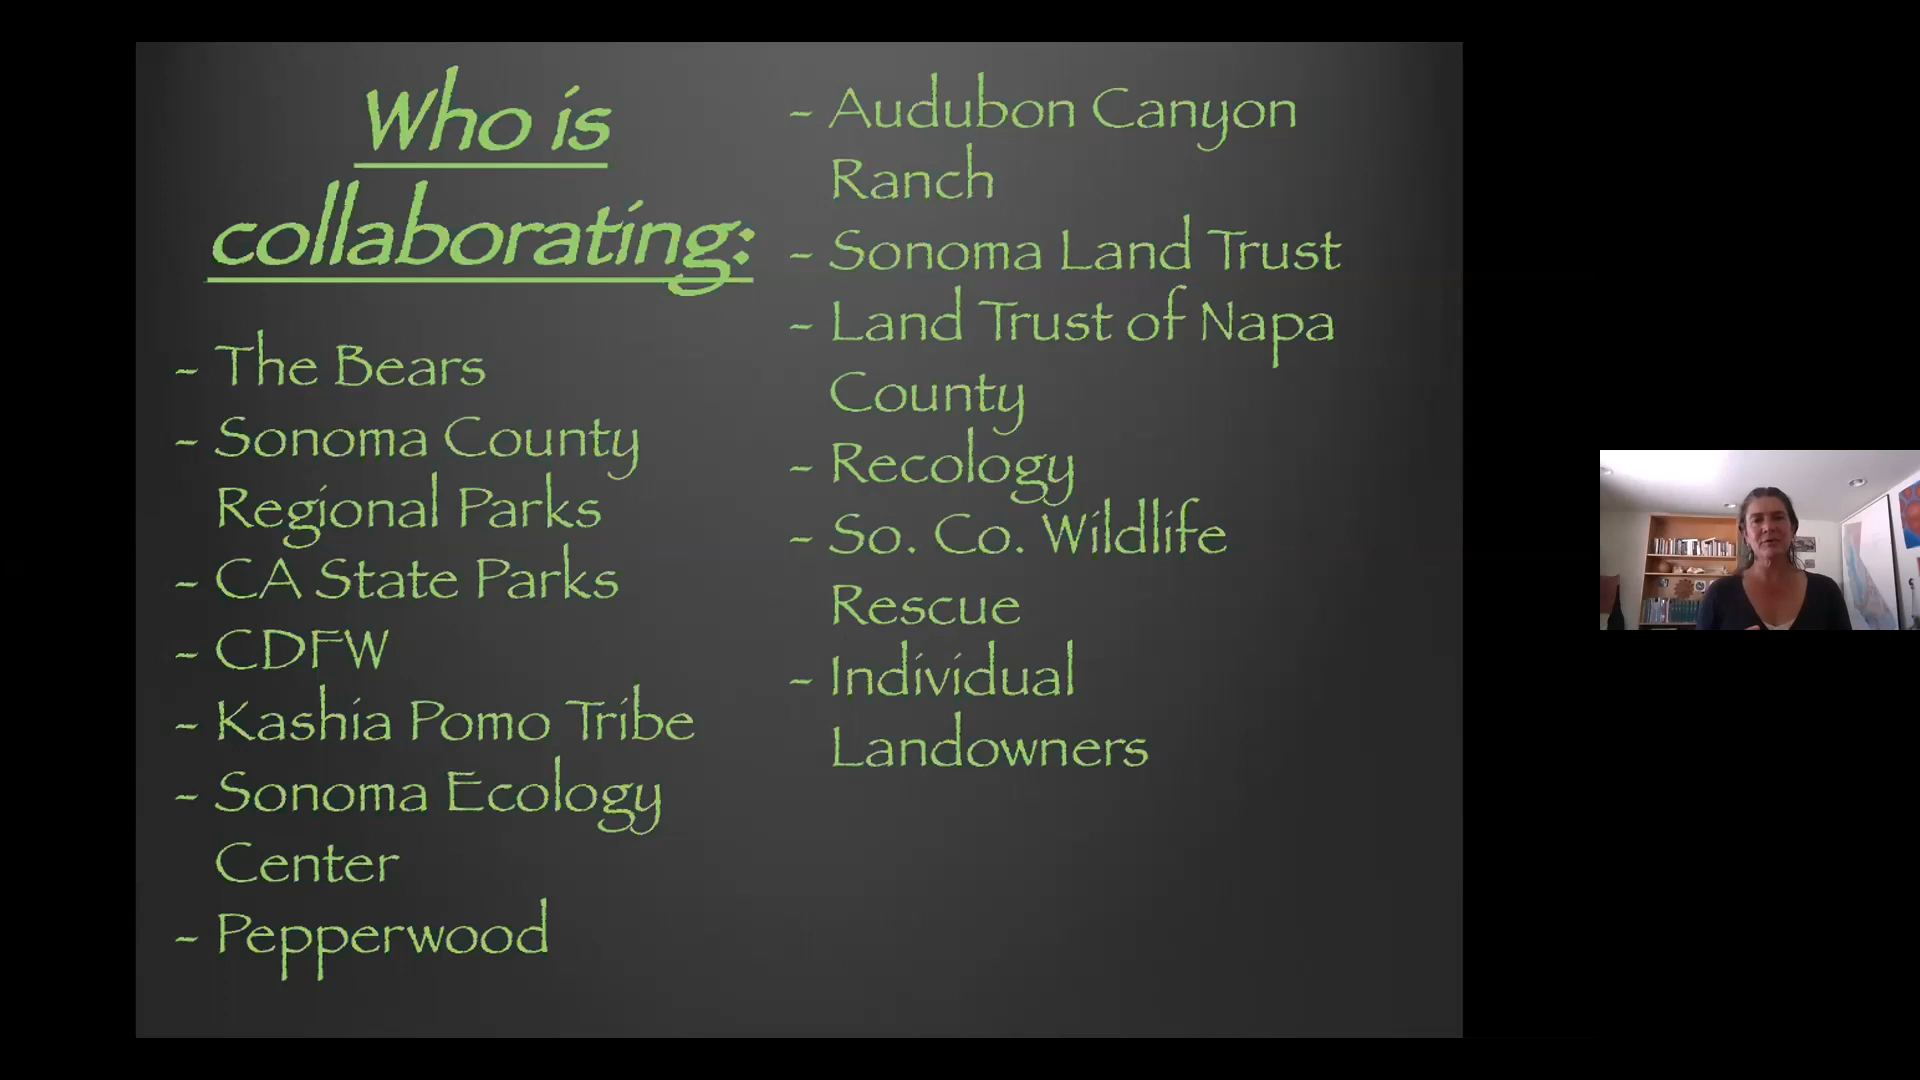 Who is
collaborating:
- The Bears
- Sonoma County
Regional Parks
- CA State Parks
- CDFW
- Kashia Pomo Tribe
- Sonoma Ecology
Center
- Pepperwood
- Audubon Canyon
Ranch
- Sonoma Land Trust
- Land Trust of Napa
County
- Recology
- So. Co. Wildlife
Rescue
- Individual
Landowners